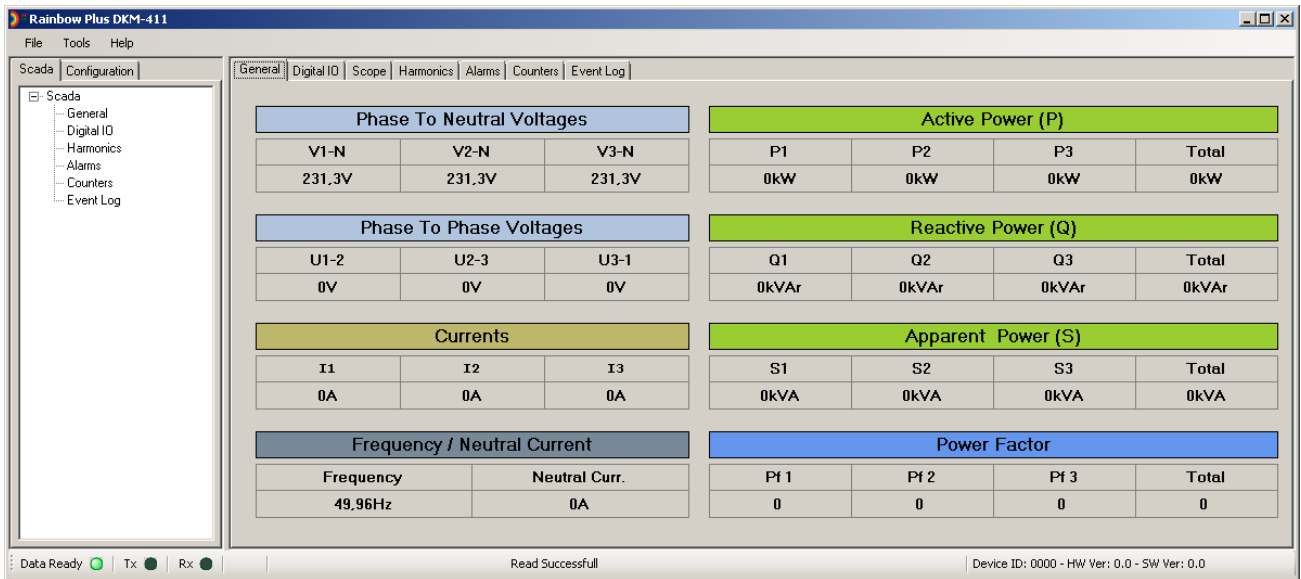 Rainbow Plus DKM-411
File Tools Help
Scada Configuration
Scada
General
Digital IO
Harmonics
Alarms
Counters
Event Log
General Digital IO Scope Harmonics Alarms Counters Event Log
Phase To Neutral Voltages
V1-N V2-N V3-N
231,3V 231,3V 231,3V
Phase To Phase Voltages
U1-2 U2-3 U3-1
0V 0V 0V
Currents
I1 I2 I3
0A 0A 0A
Frequency / Neutral Current
Frequency Neutral Curr.
49,96Hz 0A
Active Power (P)
P1 P2 P3 Total
0kW 0kW 0kW 0kW
Reactive Power (Q)
Q1 Q2 Q3 Total
0kVAr 0kVAr 0kVAr 0kVAr
Apparent Power (S)
S1 S2 S3 Total
0kVA 0kVA 0kVA 0kVA
Power Factor
Pf 1 Pf 2 Pf 3 Total
0 0 0 0
Data Ready Tx Rx Read Successfull Device ID: 0000 - HW Ver: 0.0 - SW Ver: 0.0